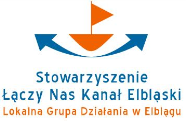 Stowarzyszenie
Łączy Nas Kanał Elbląski
Lokalna Grupa Działania w Elblągu